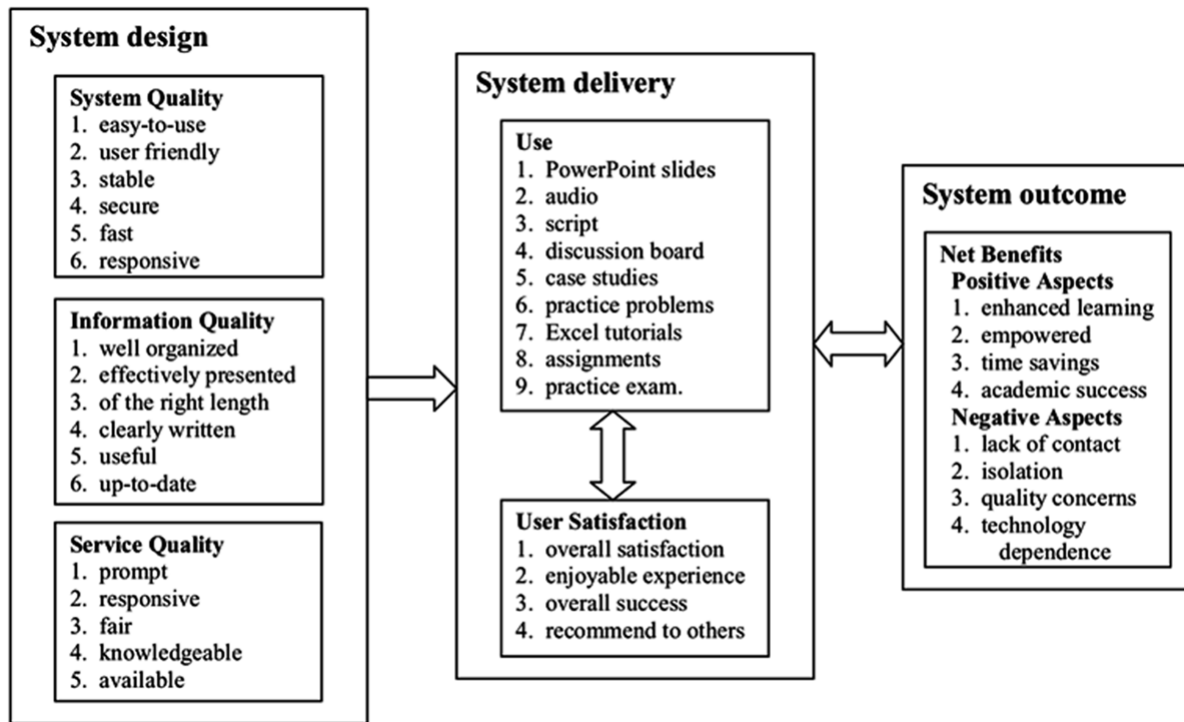 System design
System Quality
1. easy-to-use
2. user friendly
3. stable
4. secure
5. fast
6. responsive
Information Quality
1. well organized
2. effectively presented
3. of the right length
4. clearly written
5. useful
6. up-to-date
Service Quality
1. prompt
2. responsive
3. fair
4. knowledgeable
5. available
System delivery
Use
1. PowerPoint slides
2. audio
3. script
4. discussion board
5. case studies
6. practice problems
7. Excel tutorials
8. assignments
9. practice exam.
User Satisfaction
1. overall satisfaction
2. enjoyable experience
3. overall success
4. recommend to others
System outcome
Net Benefits
Positive Aspects
1. enhanced learning
2. empowered
3. time savings
4. academic success
Negative Aspects
1. lack of contact
2. isolation
3. quality concerns
4. technology
dependence